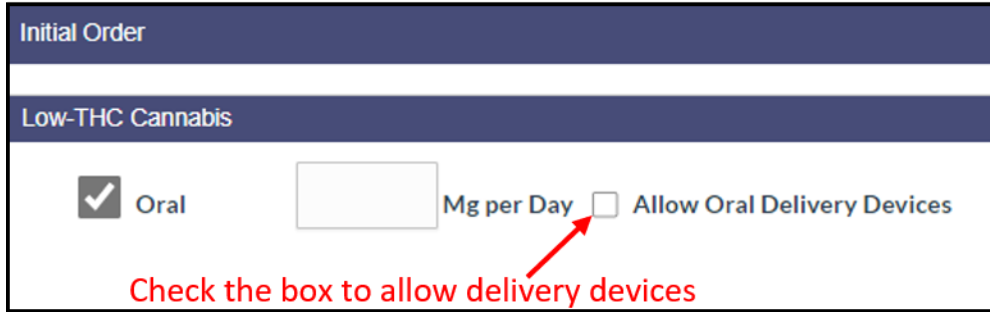 Initial Order
Low-THC Cannabis
Oral Mg per Day Allow Oral Delivery Devices
Check the box to allow delivery devices